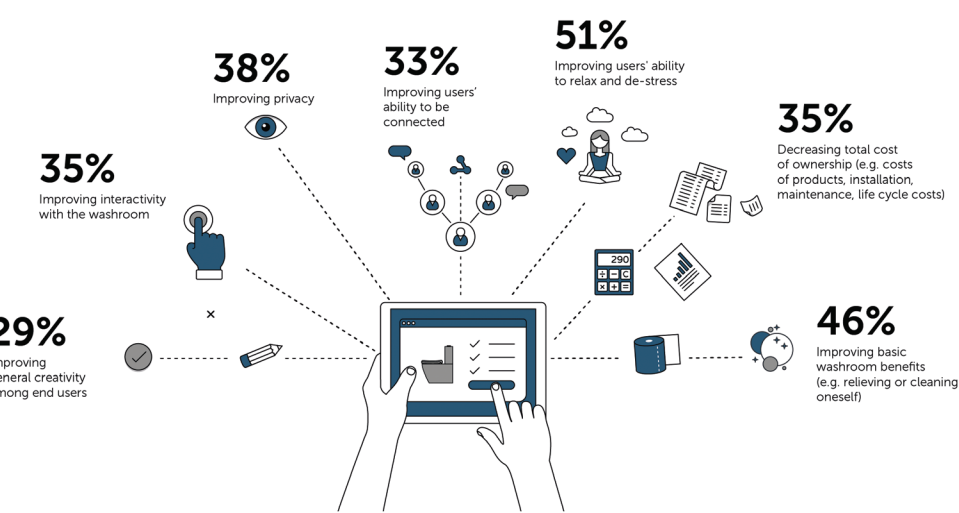 51%
Improving users' ability
to relax and de-stress
33%
Improving users'
ability to be
connected
38%
Improving privacy
35%
Decreasing total cost
of ownership (e.g. costs
of products, installation,
maintenance, life cycle costs)
35%
Improving interactivity
with the washroom
290
÷ − C
× + =
29%
mproving
eneral creativity
mong end users
46%
Improving basic
washroom benefits
(e.g. relieving or cleaning
oneself)